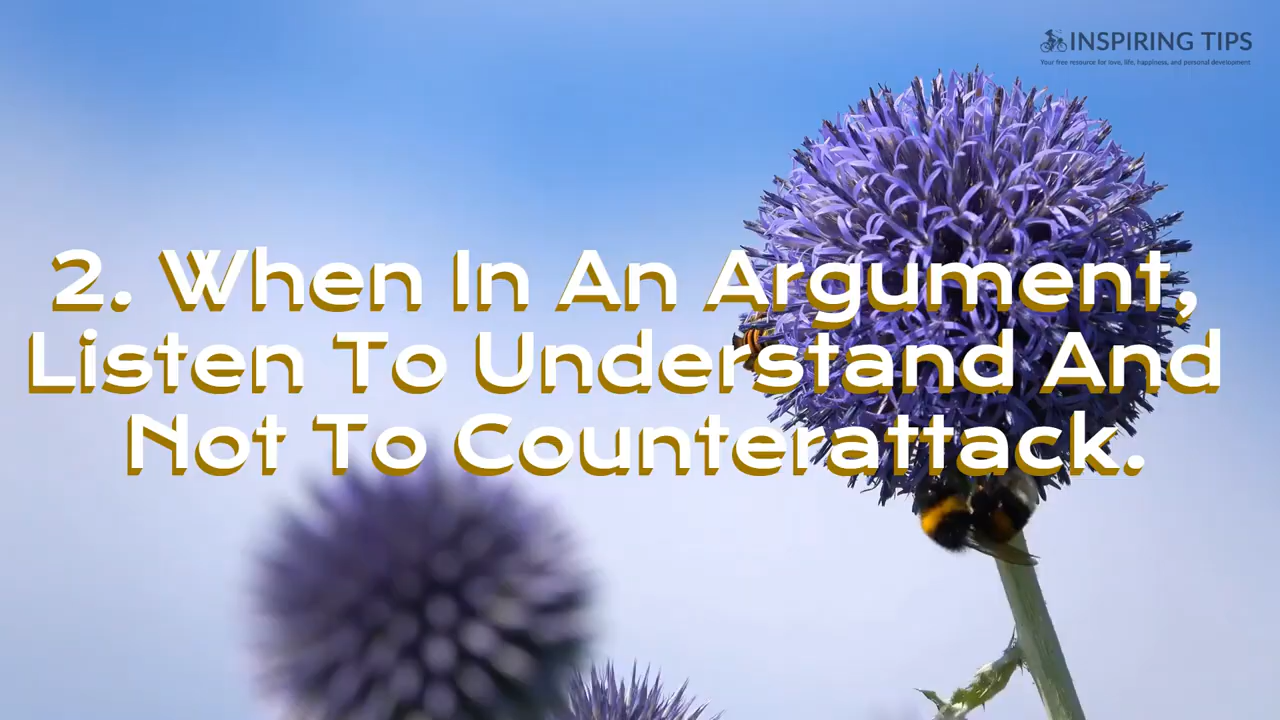 INSPIRING TIPS
Your free resource for love, life, happiness, and personal development
2. When In An Argument,
Listen To Understand And
Not To Counterattack.